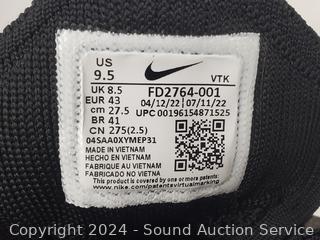 US
9.5
VTK
UK 8.5
EUR 43
cm 27.5
BR 41
CN 275(2.5)
FD2764-001
04/12/22 07/11/22
UPC 00196154871525
04SAA0XYMEP31
MADE IN VIETNAM
HECHO EN VIETNAM
FABRIQUE AU VIETNAM
FABRICADO NO VIETNA
This product is covered by one or more patents. See
www.nike.com/patentsvirtualmarking
Copyright 2024 - Sound Auction Service